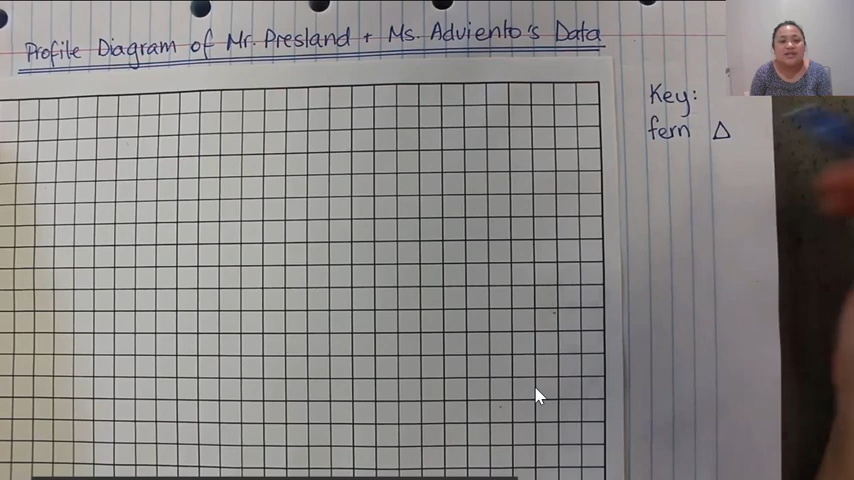 Profile Diagram of Mr. Presland + Ms. Adviento's Data
Key:
fern Δ